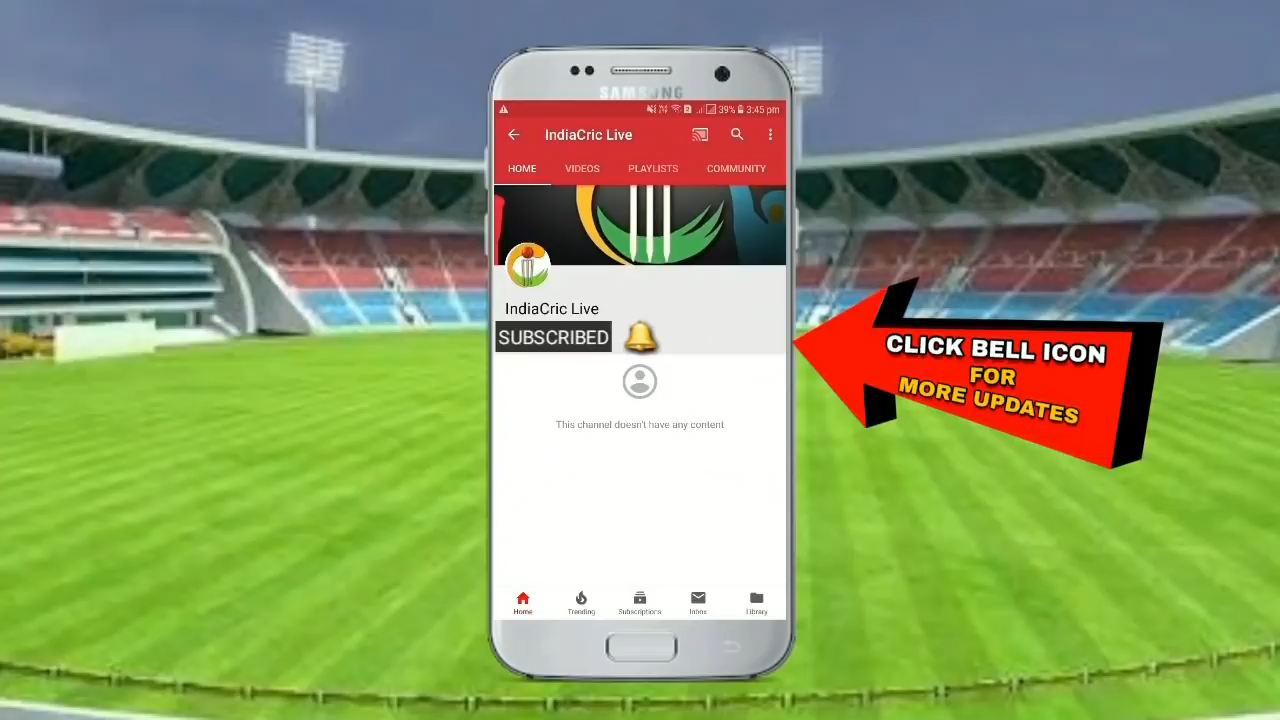 SAMSUNG
39% 3:45 pm
IndiaCric Live
HOME VIDEOS PLAYLISTS COMMUNITY
IndiaCric Live
SUBSCRIBED
This channel doesn't have any content
Home Trending Subscriptions Inbox Library
CLICK BELL ICON
FOR
MORE UPDATES